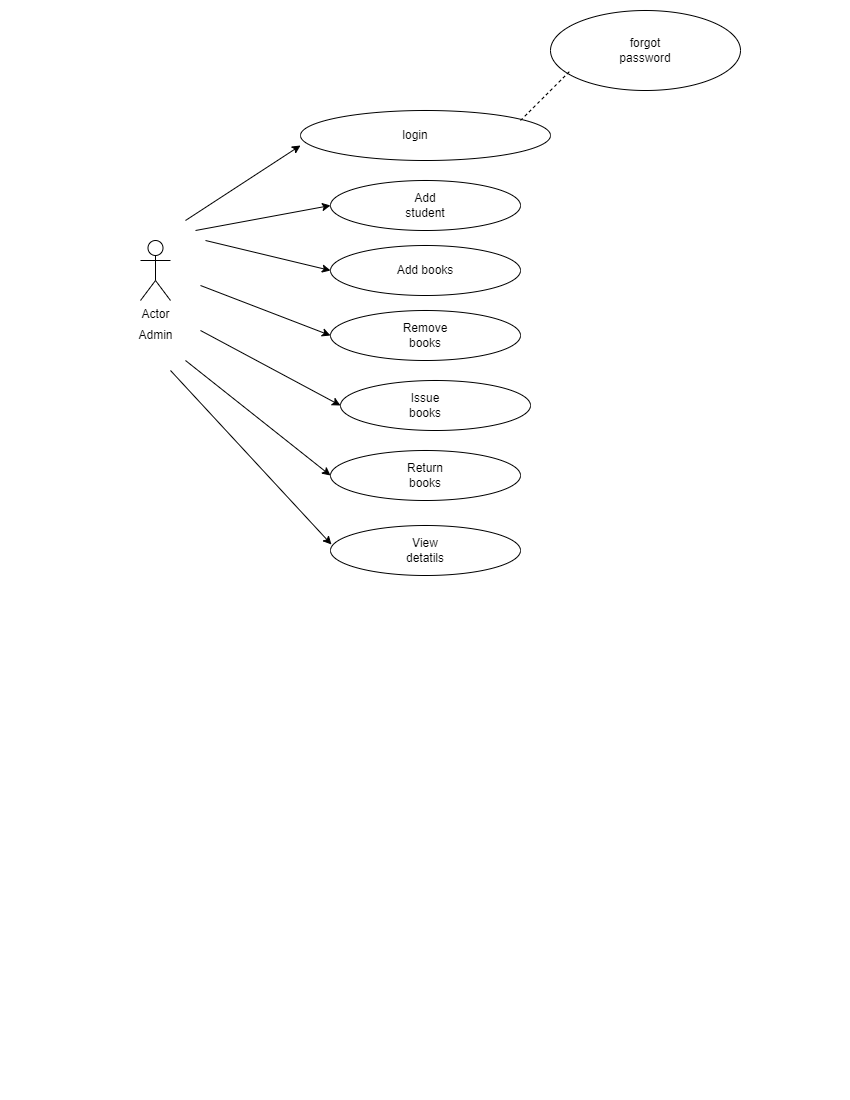 forgot
password
login
Add
student
Add books
Remove
books
Actor
Admin
Issue
books
Return
books
View
detatils